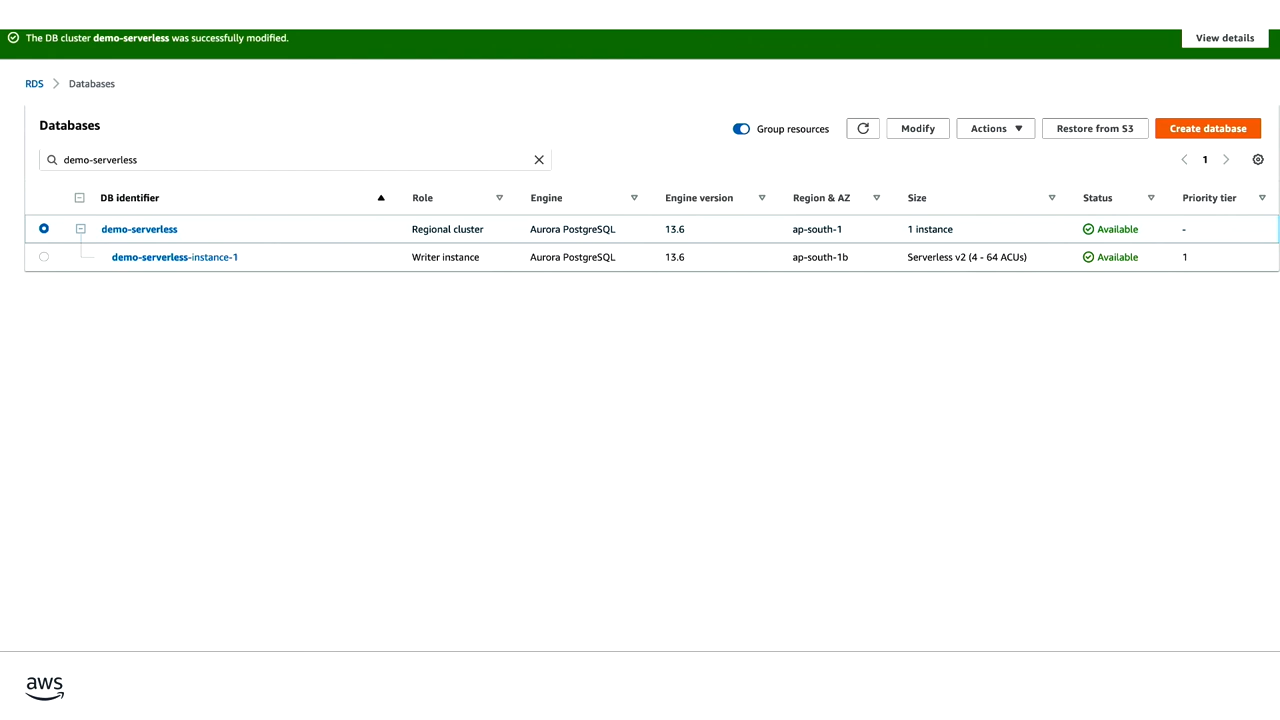 The DB cluster demo-serverless was successfully modified.
View details
RDS > Databases
Databases
Group resources
Modify
Actions
Restore from S3
Create database
demo-serverless
1
DB identifier Role Engine Engine version Region & AZ Size Status Priority tier
demo-serverless Regional cluster Aurora PostgreSQL 13.6 ap-south-1 1 instance Available -
demo-serverless-instance-1 Writer instance Aurora PostgreSQL 13.6 ap-south-1b Serverless v2 (4 - 64 ACUs) Available 1
aws